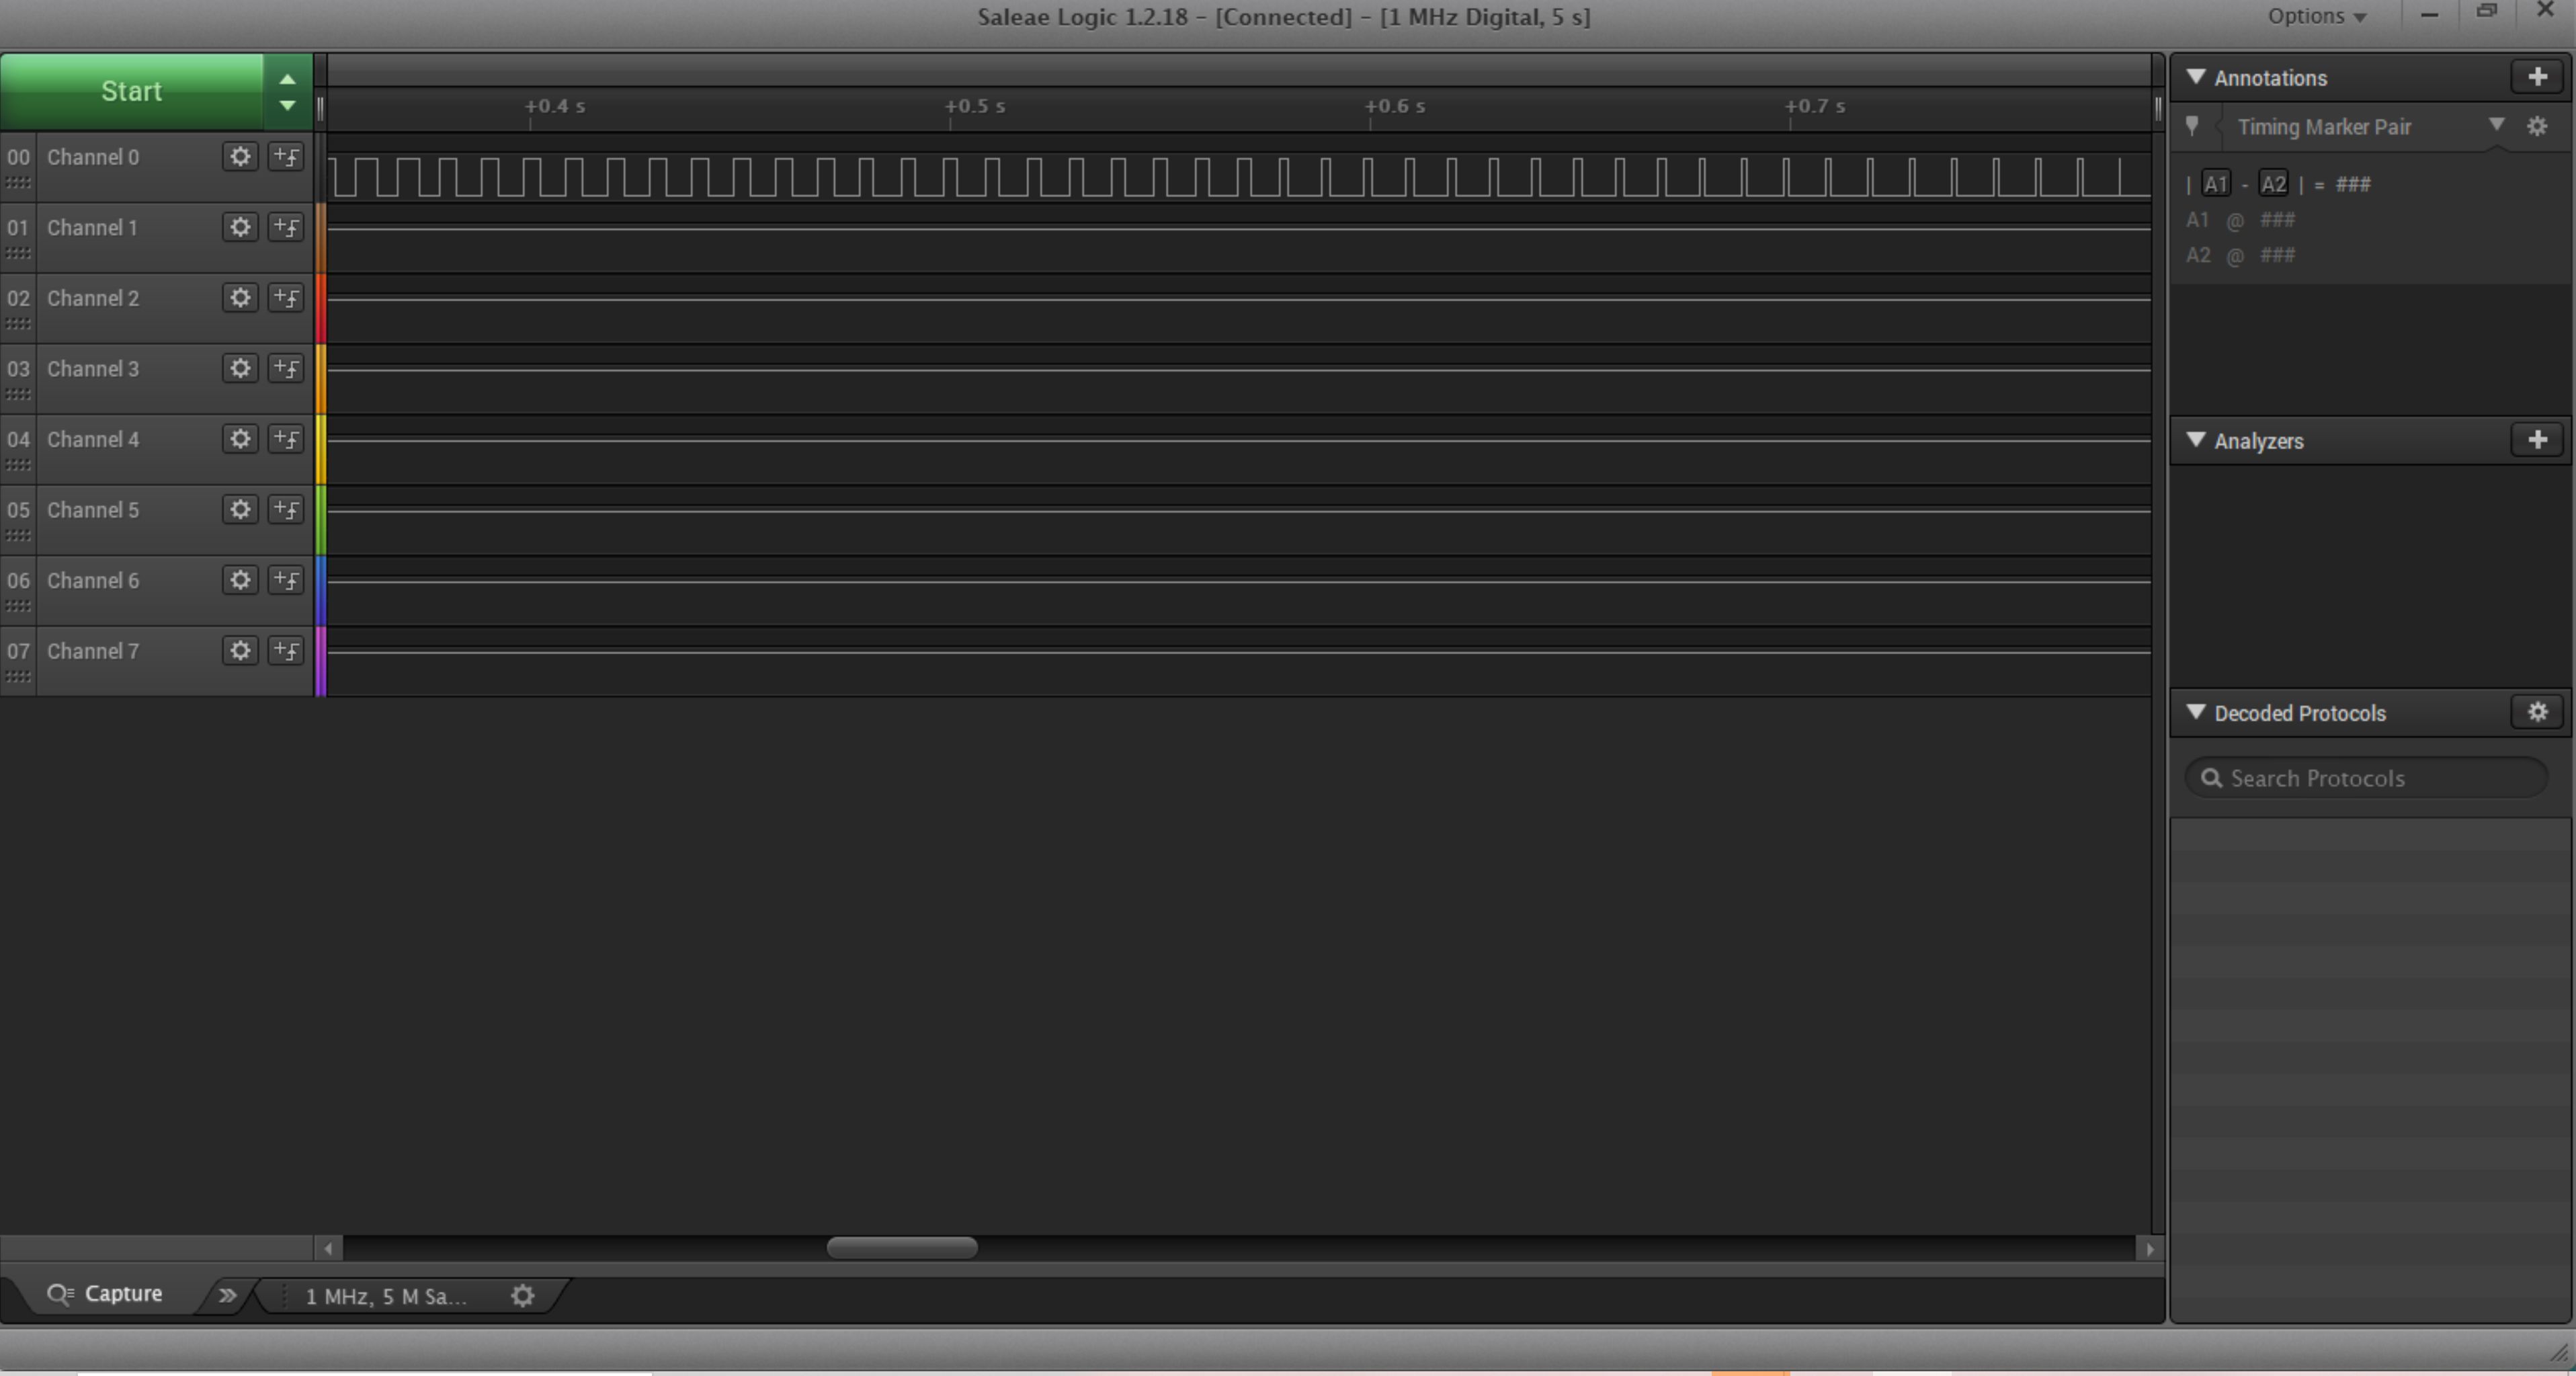 Saleae Logic 1.2.18 - [Connected] - [1 MHz Digital, 5 s]
Options
Start
+0.4 s
+0.5 s
+0.6 s
+0.7 s
00 Channel 0
01 Channel 1
02 Channel 2
03 Channel 3
04 Channel 4
05 Channel 5
06 Channel 6
07 Channel 7
Annotations
Timing Marker Pair
| A1 - A2 | = ###
A1 @ ###
A2 @ ###
Analyzers
Decoded Protocols
Search Protocols
Capture
1 MHz, 5 M Sa...